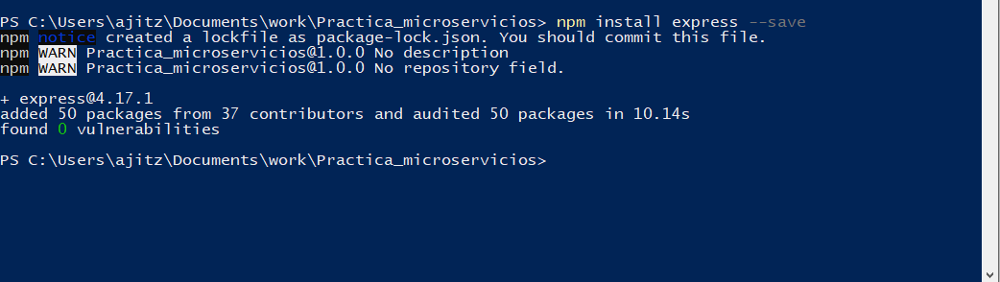 PS C:\Users\ajitz\Documents\work\Practica_microservicios> npm install express --save
npm notice created a lockfile as package-lock.json. You should commit this file.
npm WARN Practica_microservicios@1.0.0 No description
npm WARN Practica_microservicios@1.0.0 No repository field.
+ express@4.17.1
added 50 packages from 37 contributors and audited 50 packages in 10.14s
found 0 vulnerabilities
PS C:\Users\ajitz\Documents\work\Practica_microservicios>